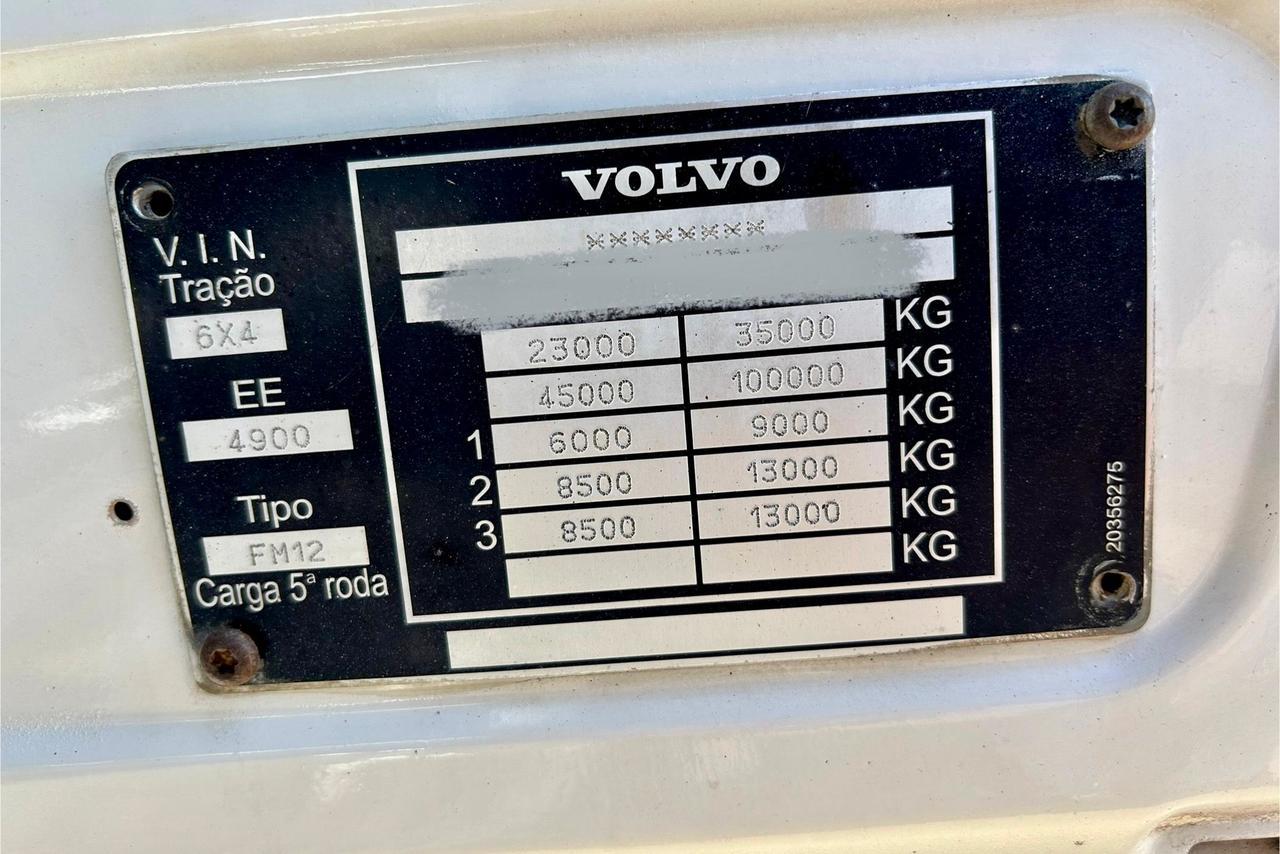 VOLVO
********
V. I. N.
Tração
6X4
23000 35000 KG
45000 100000 KG
EE
4900
1 6000 9000 KG
2 8500 13000 KG
3 8500 13000 KG
KG
Tipo
FM12
Carga 5ª roda
20356275